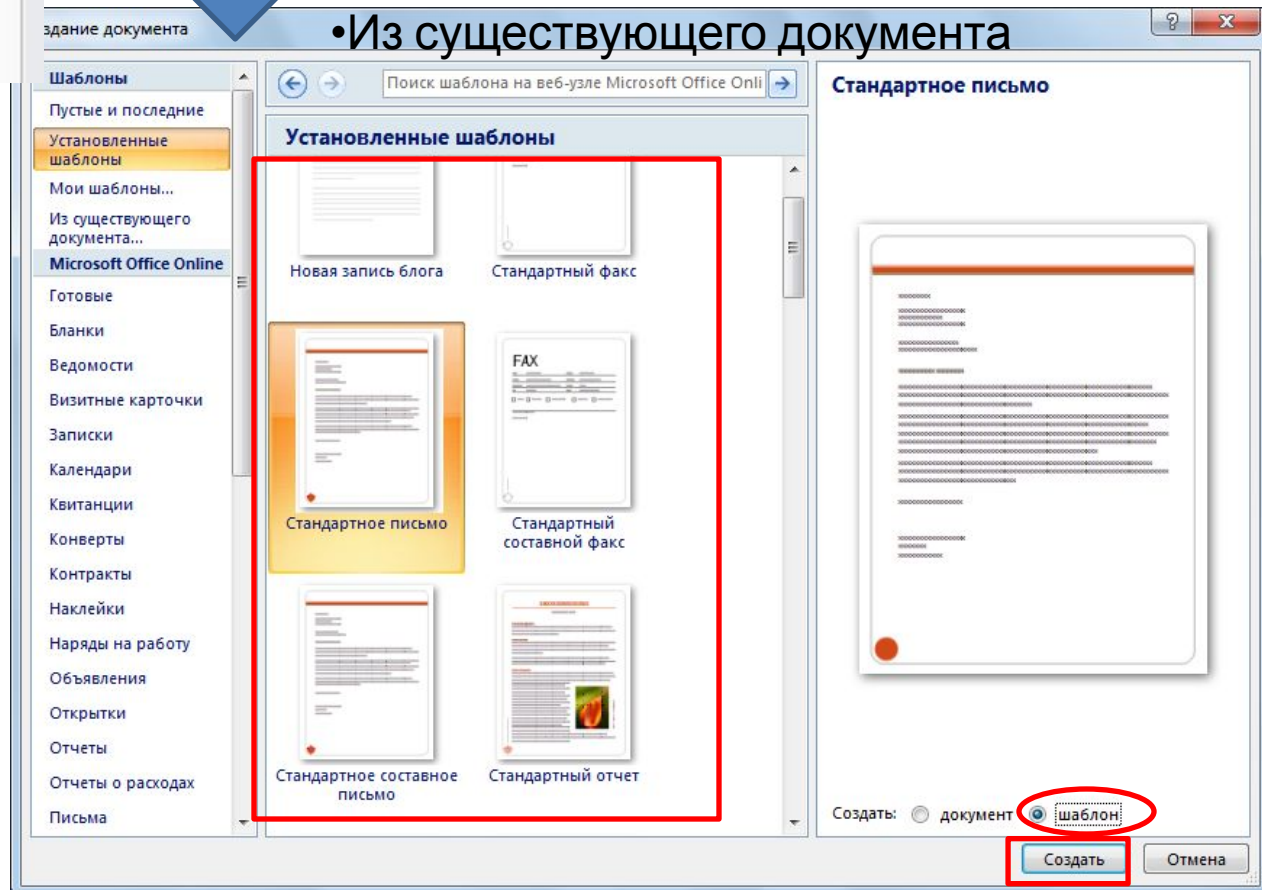 •Из существующего документа
здание документа
Шаблоны
Пустые и последние
Установленные
шаблоны
Мои шаблоны...
Из существующего
документа...
Microsoft Office Online
Готовые
Бланки
Ведомости
Визитные карточки
Записки
Календари
Квитанции
Конверты
Контракты
Наклейки
Наряды на работу
Объявления
Открытки
Отчеты
Отчеты о расходах
Письма
Поиск шаблона на веб-узле Microsoft Office Onli
Установленные шаблоны
Новая запись блога
Стандартный факс
Стандартное письмо
FAX
Стандартный
составной факс
Стандартное составное
письмо
Стандартный отчет
Стандартное письмо
Создать: документ шаблон
Создать
Отмена